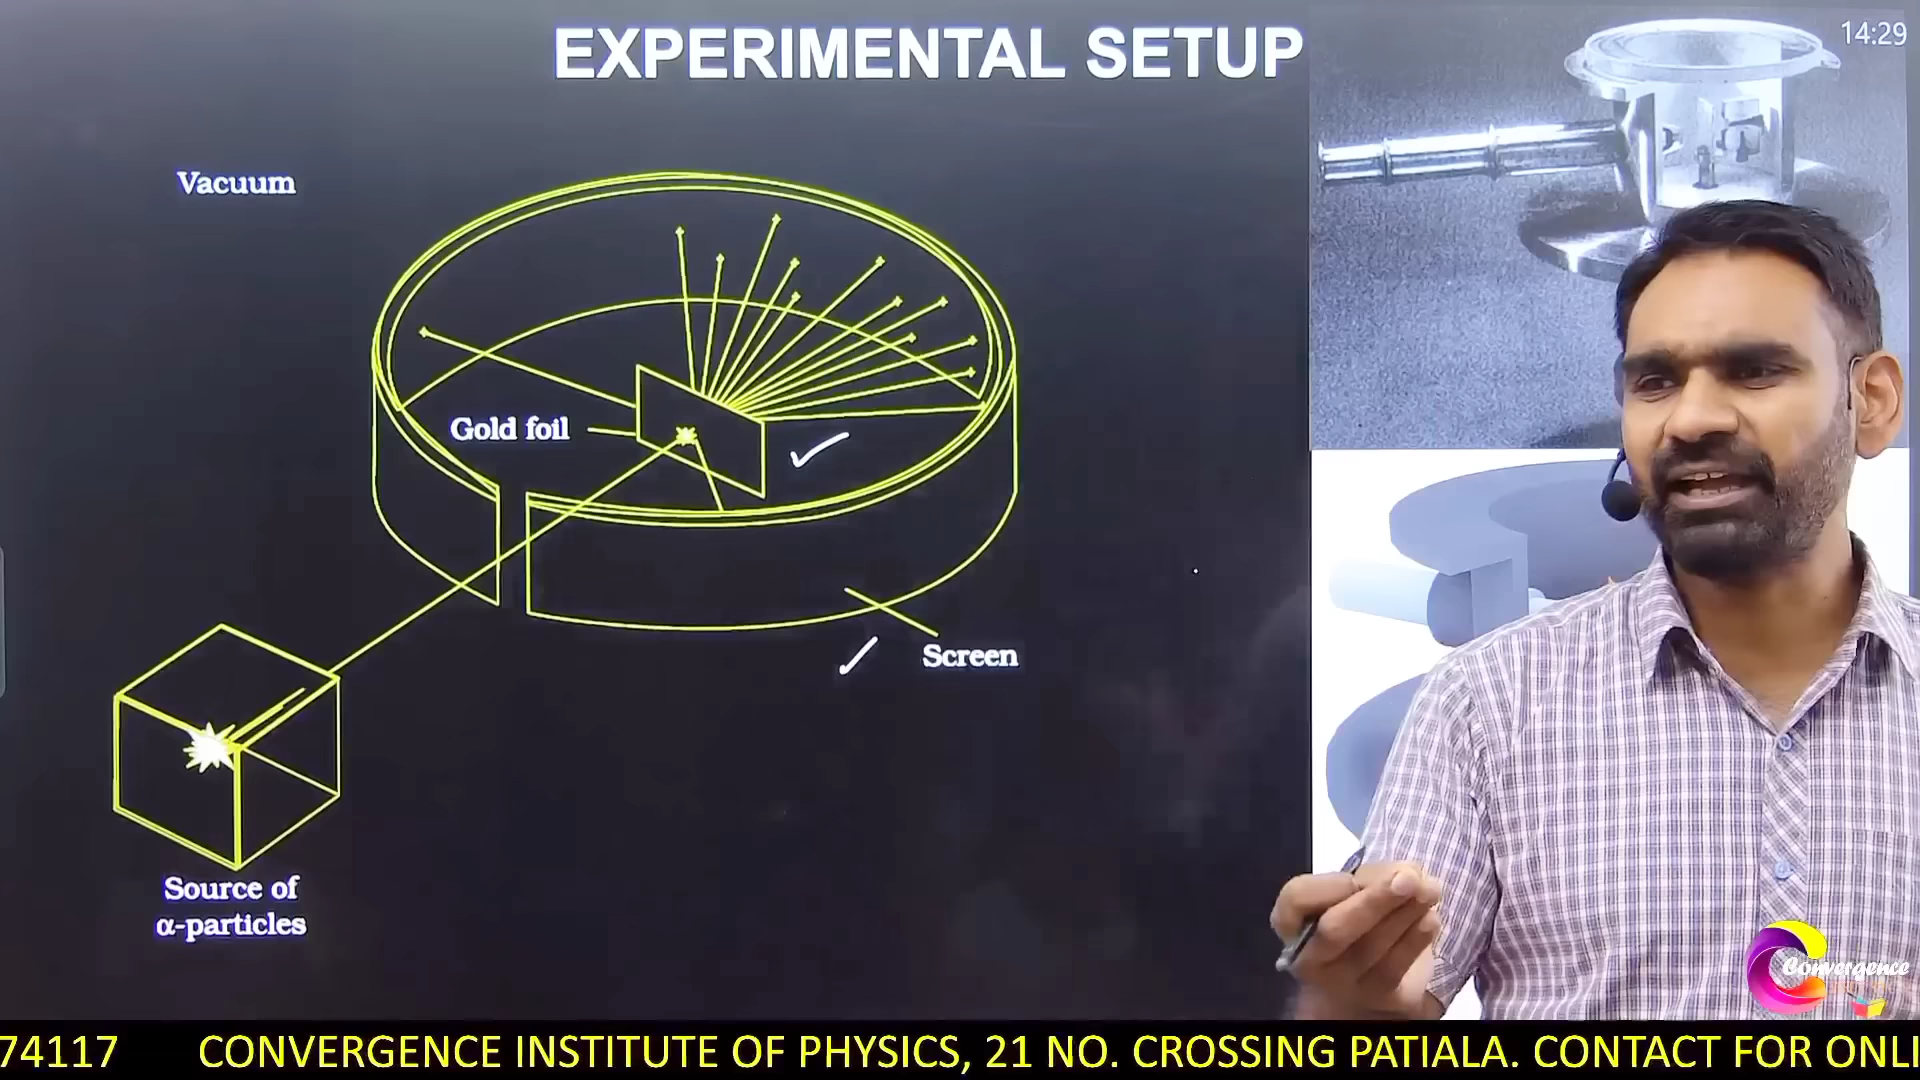 EXPERIMENTAL SETUP
14:29
Vacuum
Gold foil
Screen
Source of
α-particles
Convergence
74117 CONVERGENCE INSTITUTE OF PHYSICS, 21 NO. CROSSING PATIALA. CONTACT FOR ONLI